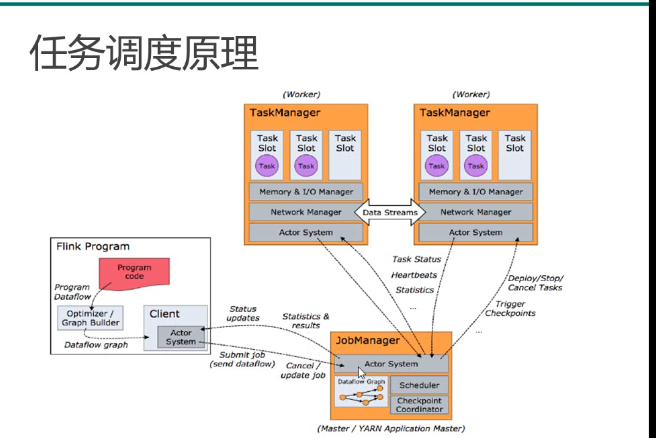 任务调度原理
(Worker)
(Worker)
TaskManager
TaskManager
Task
Slot
Task
Task
Slot
Task
Task
Slot
Task
Slot
Task
Task
Slot
Task
Task
Slot
Memory & I/O Manager
Memory & I/O Manager
Network Manager
Data Streams
Network Manager
Actor System
Actor System
Flink Program
Program
code
Program
Dataflow
Optimizer /
Graph Builder
Client
Actor
System
Dataflow graph
Status
updates
Statistics &
results
Submit job
(send dataflow)
Cancel /
update job
Task Status
Heartbeats
Statistics
...
Deploy/Stop/
Cancel Tasks
Trigger
Checkpoints
...
JobManager
Actor System
Dataflow Graph
Scheduler
Checkpoint
Coordinator
(Master / YARN Application Master)